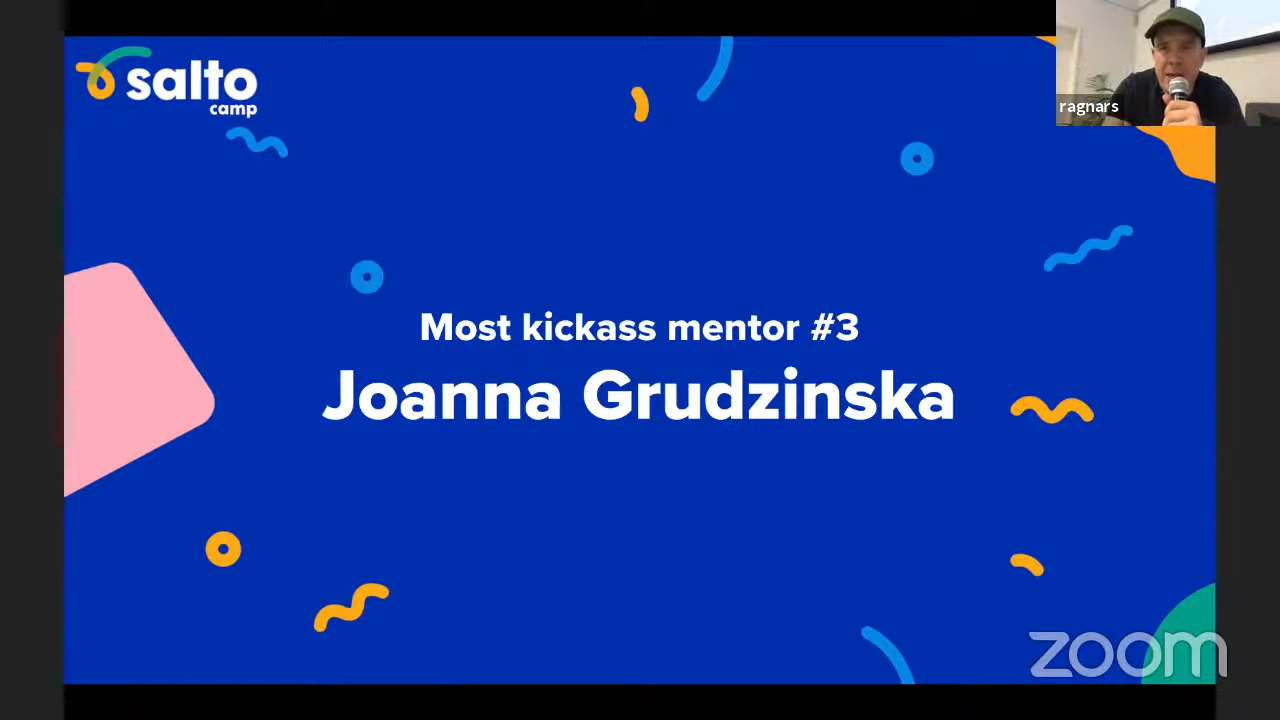 salto
camp
ragnars
Most kickass mentor #3
Joanna Grudzinska
zoom